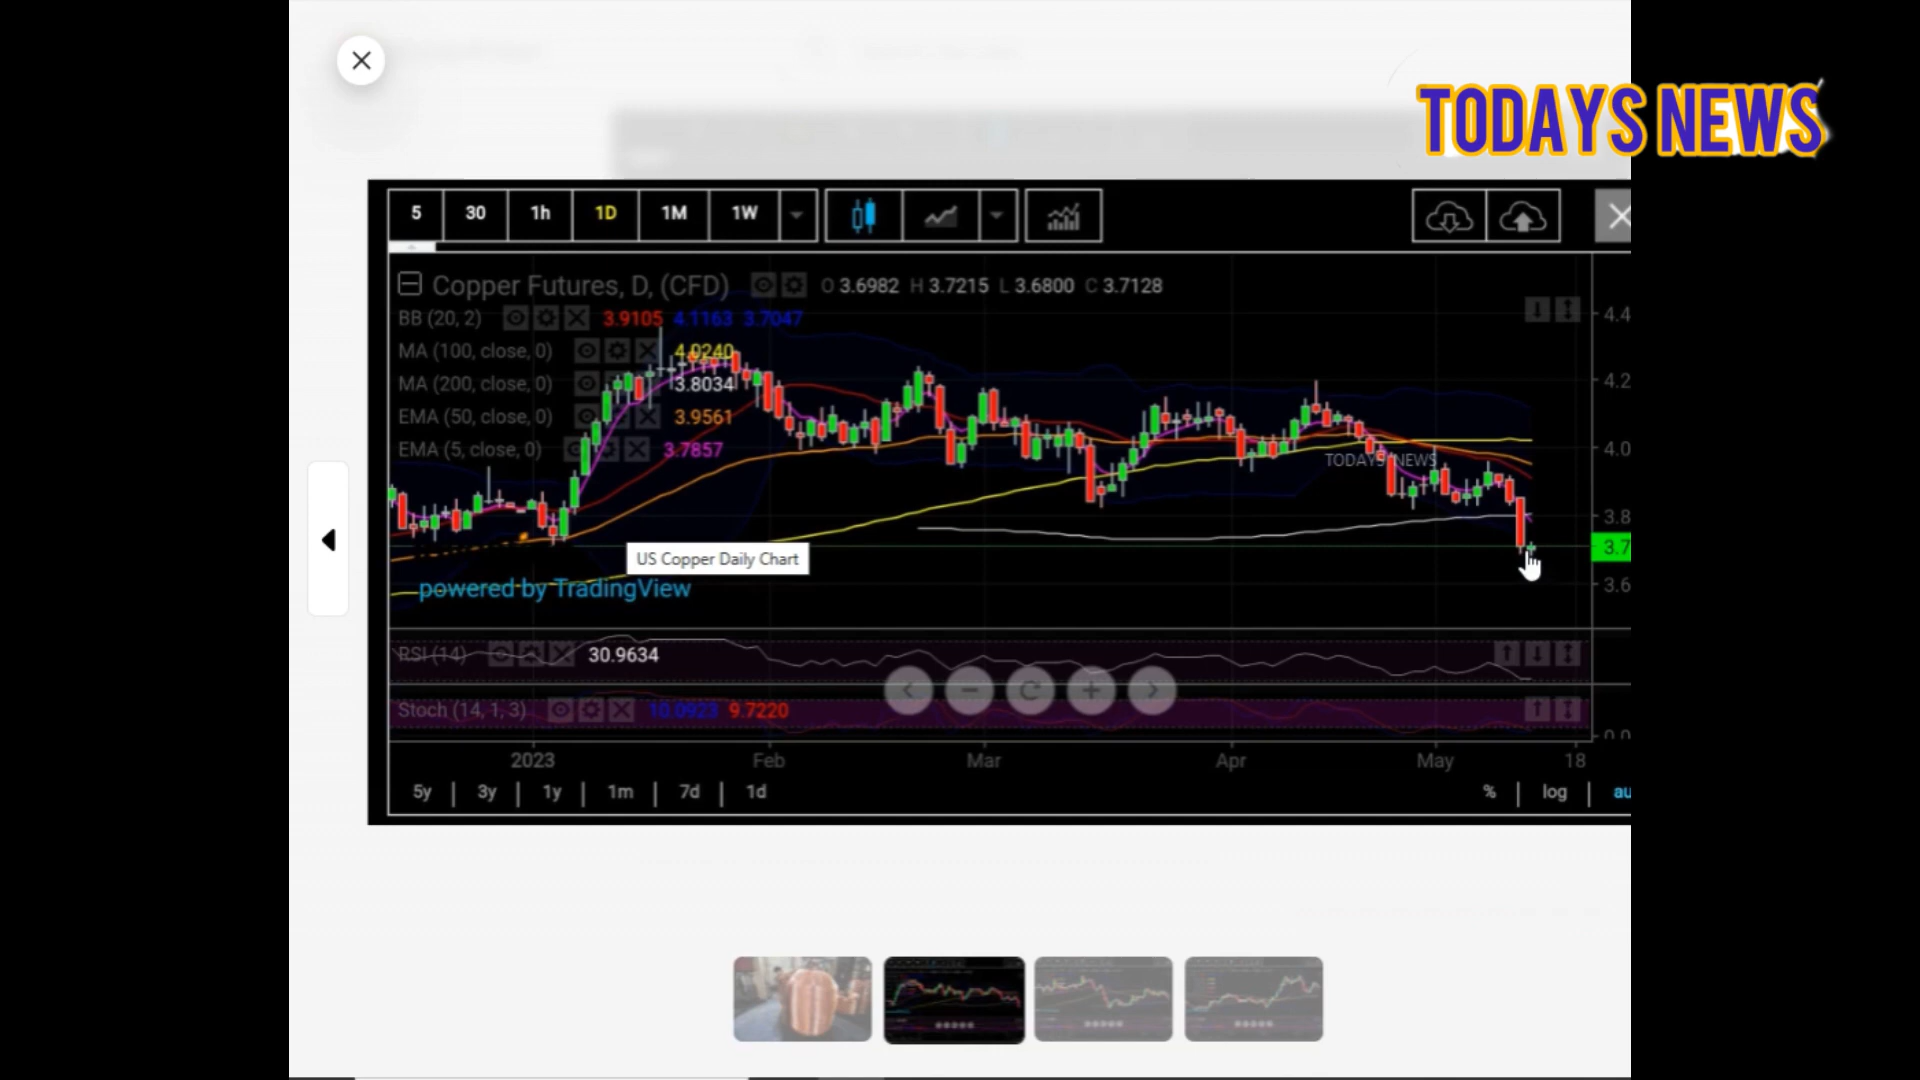 TODAYS NEWS
5 30 1h 1D 1M 1W
Copper Futures, D, (CFD) O 3.6982 H 3.7215 L 3.6800 C 3.7128
BB (20, 2) 3.9105 4.1163 3.7047
MA (100, close, 0) 4.0240
MA (200, close, 0) 3.8034
EMA (50, close, 0) 3.9561
EMA (5, close, 0) 3.7857
4.4
4.2
4.0
3.8
3.7
3.6
TODAYS NEWS
US Copper Daily Chart
powered by TradingView
RSI (14) 30.9634
Stoch (14, 1, 3) 10.0923 9.7220
0.0
2023 Feb Mar Apr May 18
5y | 3y | 1y | 1m | 7d | 1d
% | log | au